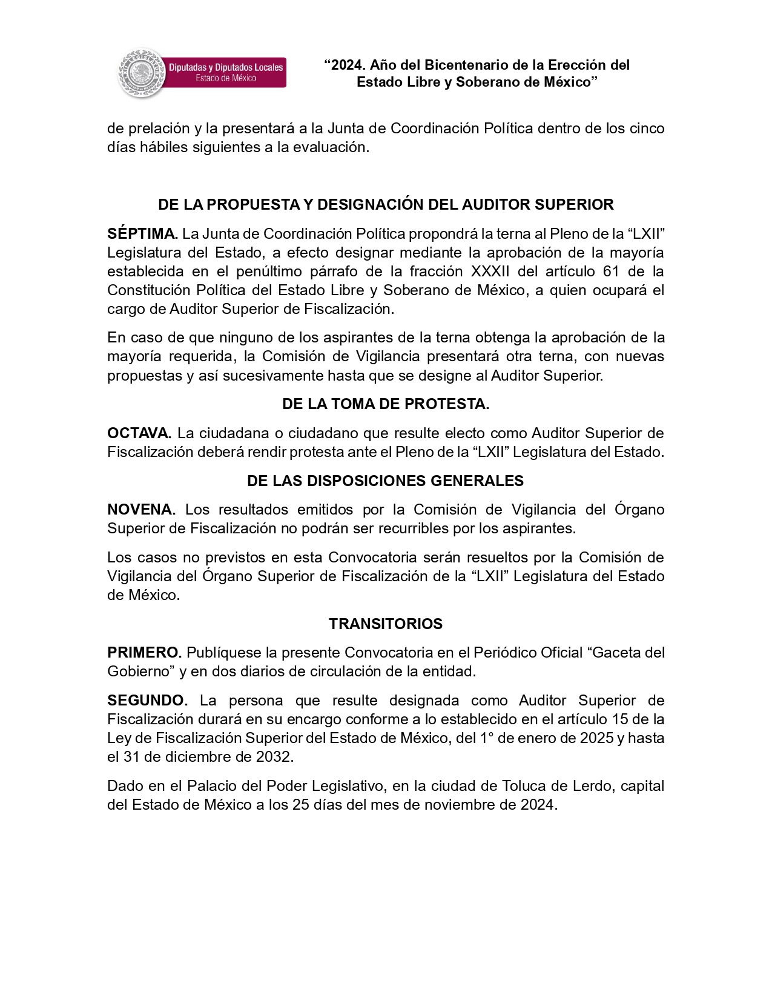 Diputadas y Diputados Locales
Estado de México
“2024. Año del Bicentenario de la Erección del
Estado Libre y Soberano de México”
de prelación y la presentará a la Junta de Coordinación Política dentro de los cinco
días hábiles siguientes a la evaluación.
DE LA PROPUESTA Y DESIGNACIÓN DEL AUDITOR SUPERIOR
SÉPTIMA. La Junta de Coordinación Política propondrá la terna al Pleno de la “LXII”
Legislatura del Estado, a efecto designar mediante la aprobación de la mayoría
establecida en el penúltimo párrafo de la fracción XXXII del artículo 61 de la
Constitución Política del Estado Libre y Soberano de México, a quien ocupará el
cargo de Auditor Superior de Fiscalización.
En caso de que ninguno de los aspirantes de la terna obtenga la aprobación de la
mayoría requerida, la Comisión de Vigilancia presentará otra terna, con nuevas
propuestas y así sucesivamente hasta que se designe al Auditor Superior.
DE LA TOMA DE PROTESTA.
OCTAVA. La ciudadana o ciudadano que resulte electo como Auditor Superior de
Fiscalización deberá rendir protesta ante el Pleno de la “LXII” Legislatura del Estado.
DE LAS DISPOSICIONES GENERALES
NOVENA. Los resultados emitidos por la Comisión de Vigilancia del Órgano
Superior de Fiscalización no podrán ser recurribles por los aspirantes.
Los casos no previstos en esta Convocatoria serán resueltos por la Comisión de
Vigilancia del Órgano Superior de Fiscalización de la “LXII” Legislatura del Estado
de México.
TRANSITORIOS
PRIMERO. Publíquese la presente Convocatoria en el Periódico Oficial “Gaceta del
Gobierno” y en dos diarios de circulación de la entidad.
SEGUNDO. La persona que resulte designada como Auditor Superior de
Fiscalización durará en su encargo conforme a lo establecido en el artículo 15 de la
Ley de Fiscalización Superior del Estado de México, del 1° de enero de 2025 y hasta
el 31 de diciembre de 2032.
Dado en el Palacio del Poder Legislativo, en la ciudad de Toluca de Lerdo, capital
del Estado de México a los 25 días del mes de noviembre de 2024.